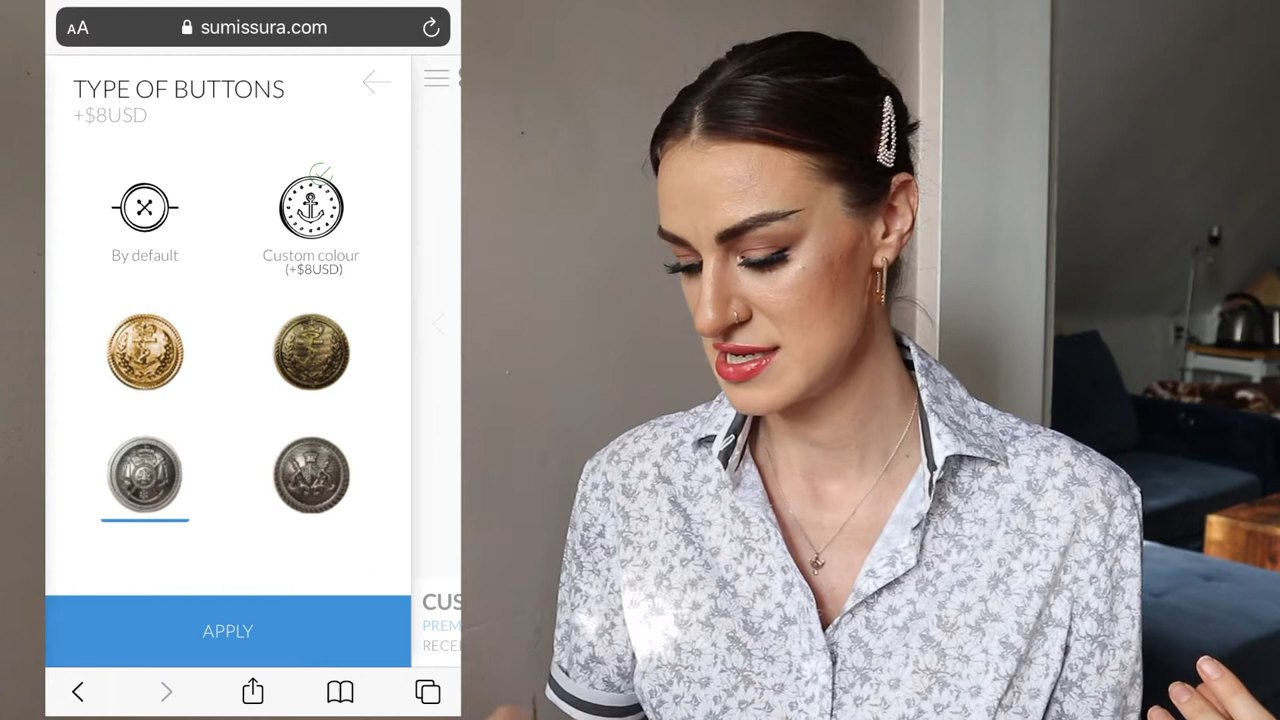 AA sumissura.com
TYPE OF BUTTONS
+$8USD
By default
Custom colour
(+$8USD)
CUS
PREM
RECE
APPLY